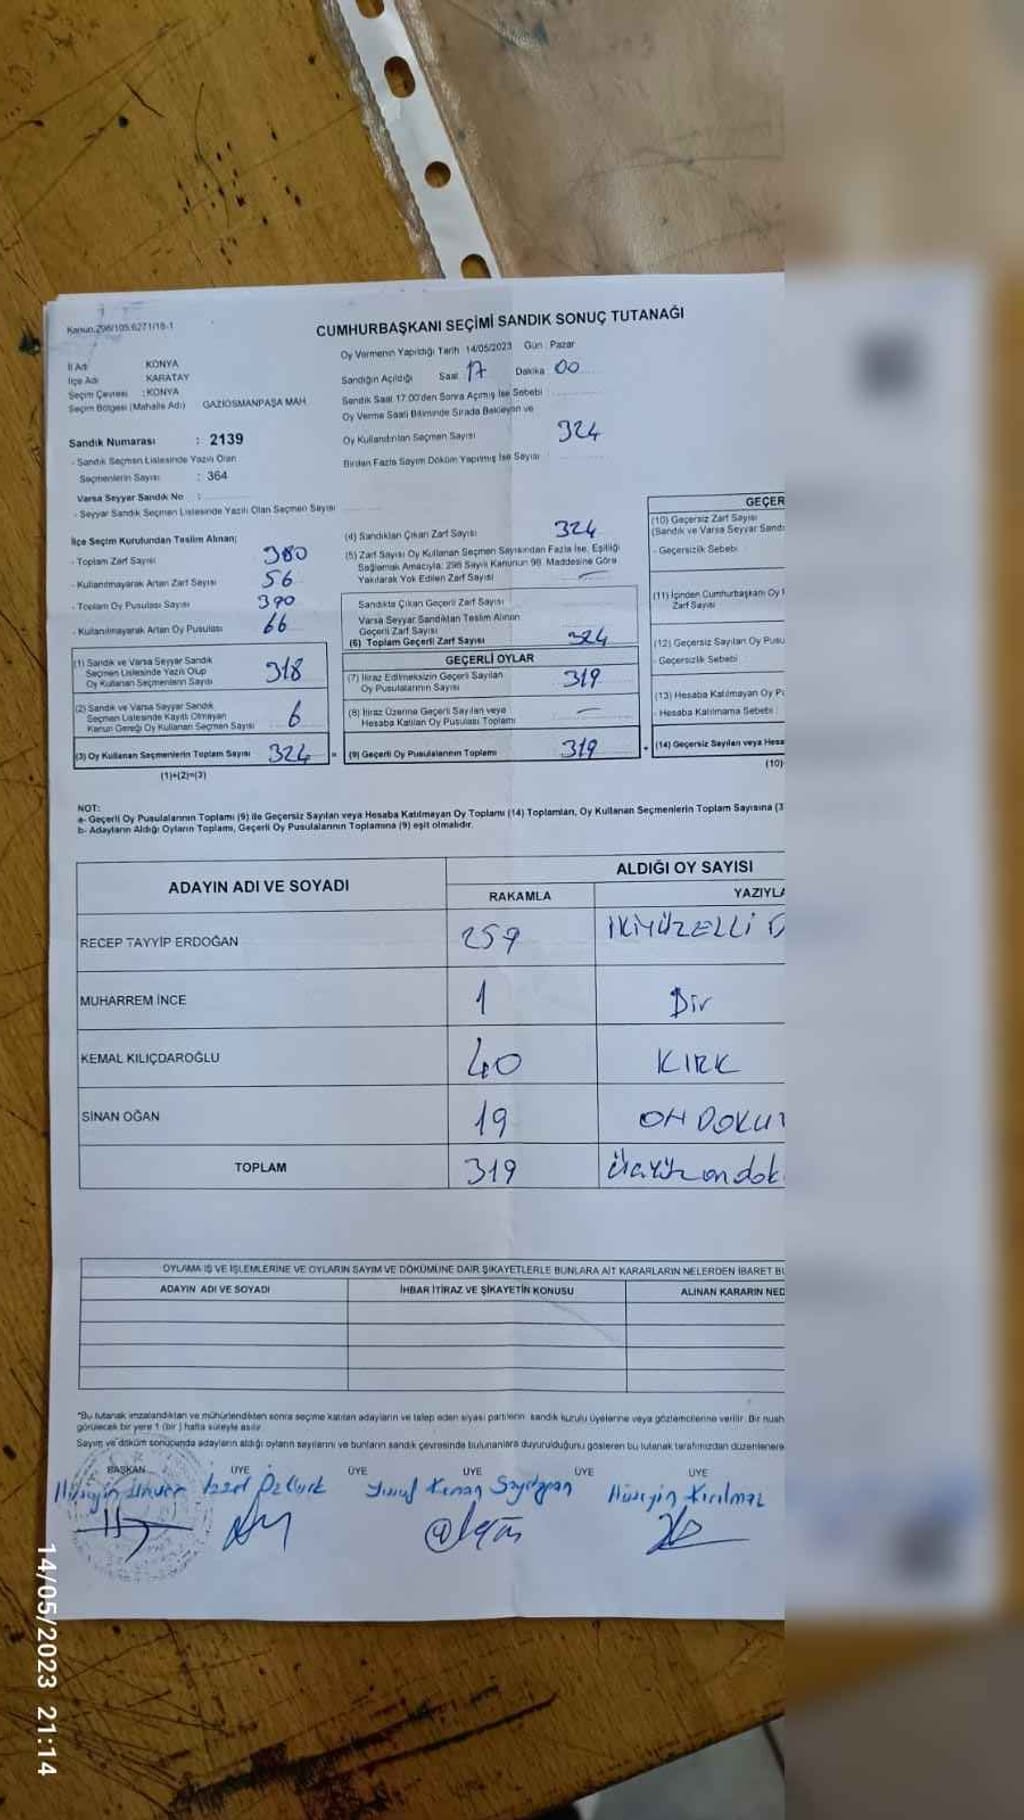 Kanun:298/105,6271/18-1
CUMHURBAŞKANI SEÇİMİ SANDIK SONUÇ TUTANAĞI
İl Adı KONYA
İlçe Adı KARATAY
Seçim Çevresi : KONYA
Seçim Bölgesi (Mahalle Adı) GAZİOSMANPAŞA MAH.
Oy Vermenin Yapıldığı Tarih 14/05/2023 Gün : Pazar
Sandığın Açıldığı Saat 17 Dakika 00
Sandık Saat 17.00'den Sonra Açmış İse Sebebi :
Oy Verme Saati Bitiminde Sırada Bekleyen ve
Oy Kullandırılan Seçmen Sayısı 324
Birden Fazla Sayım Döküm Yapılmış İse Sayısı
Sandık Numarası : 2139
- Sandık Seçmen Listesinde Yazılı Olan
Seçmenlerin Sayısı : 364
Varsa Seyyar Sandık No :
- Seyyar Sandık Seçmen Listesinde Yazılı Olan Seçmen Sayısı
İlçe Seçim Kurulundan Teslim Alınan;
- Toplam Zarf Sayısı 380
- Kullanılmayarak Artan Zarf Sayısı 56
- Toplam Oy Pusulası Sayısı 390
- Kullanılmayarak Artan Oy Pusulası 66
(1) Sandık ve Varsa Seyyar Sandık
Seçmen Listesinde Yazılı Olup
Oy Kullanan Seçmenlerin Sayısı 318
(2) Sandık ve Varsa Seyyar Sandık
Seçmen Listesinde Kayıtlı Olmayan
Kanun Gereği Oy Kullanan Seçmen Sayısı 6
(3) Oy Kullanan Seçmenlerin Toplam Sayısı 324
(1)+(2)=(3)
(4) Sandıktan Çıkan Zarf Sayısı 324
(5) Zarf Sayısı Oy Kullanan Seçmen Sayısından Fazla İse, Eşitliği
Sağlamak Amacıyla; 298 Sayılı Kanunun 98. Maddesine Göre
Yakılarak Yok Edilen Zarf Sayısı -
Sandıkta Çıkan Geçerli Zarf Sayısı
Varsa Seyyar Sandıktan Teslim Alınan
Geçerli Zarf Sayısı
(6) Toplam Geçerli Zarf Sayısı 324
GEÇERLİ OYLAR
(7) İtiraz Edilmeksizin Geçerli Sayılan
Oy Pusulalarının Sayısı 319
(8) İtiraz Üzerine Geçerli Sayılan veya
Hesaba Katılan Oy Pusulası Toplamı -
(9) Geçerli Oy Pusulalarının Toplamı 319
GEÇER
(10) Geçersiz Zarf Sayısı
(Sandık ve Varsa Seyyar Sandı
- Geçersizlik Sebebi
(11) İçinden Cumhurbaşkanı Oy
Zarf Sayısı
(12) Geçersiz Sayılan Oy Pusu
- Geçersizlik Sebebi
(13) Hesaba Katılmayan Oy P
- Hesaba Katılmama Sebebi :
(14) Geçersiz Sayılan veya Hesa
(10)
NOT:
a- Geçerli Oy Pusulalarının Toplamı (9) ile Geçersiz Sayılan veya Hesaba Katılmayan Oy Toplamı (14) Toplamları, Oy Kullanan Seçmenlerin Toplam Sayısına (3
b- Adayların Aldığı Oyların Toplamı, Geçerli Oy Pusulalarının Toplamına (9) eşit olmalıdır.
ADAYIN ADI VE SOYADI ALDIĞI OY SAYISI
RAKAMLA YAZIYLA
RECEP TAYYİP ERDOĞAN 259 İKİYÜZELLİ D
MUHARREM İNCE 1 Bir
KEMAL KILIÇDAROĞLU 40 KIRK
SİNAN OĞAN 19 ON DOKU
TOPLAM 319 üçyüz on dok
OYLAMA İŞ VE İŞLEMLERİNE VE OYLARIN SAYIM VE DÖKÜMÜNE DAİR ŞİKAYETLERLE BUNLARA AİT KARARLARIN NELERDEN İBARET B
ADAYIN ADI VE SOYADI İHBAR İTİRAZ VE ŞİKAYETİN KONUSU ALINAN KARARIN NED
*Bu tutanak imzalandıktan ve mühürlendikten sonra seçime katılan adayların ve talep eden siyasi partilerin sandık kurulu üyelerine veya gözlemcilerine verilir. Bir nush
görülecek bir yere 1 (bir ) hafta süreyle asılır
Sayım ve döküm sonucunda adayların aldığı oyların sayılarını ve bunların sandık çevresinde bulunanlara duyurulduğunu gösteren bu tutanak tarafımızdan düzenlenere
BAŞKAN ÜYE ÜYE ÜYE ÜYE ÜYE
Hüseyin İzzet Öztürk Yusuf Kenan Hüseyin Kırılmaz
14/05/2023 21:14